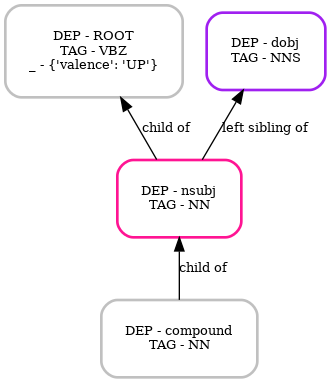 DEP - ROOT
TAG - VBZ
_ - {'valence': 'UP'}
DEP - dobj
TAG - NNS
child of
left sibling of
DEP - nsubj
TAG - NN
child of
DEP - compound
TAG - NN